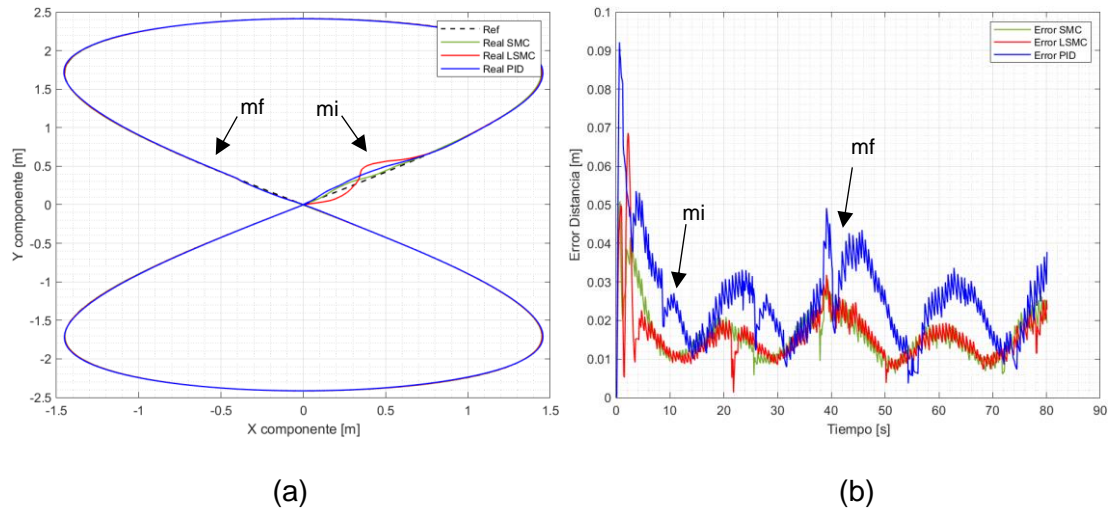 2.5
2
1.5
1
0.5
0
-0.5
-1
-1.5
-2
-2.5
Y componente [m]
-1.5 -1 -0.5 0 0.5 1 1.5
X componente [m]
Ref
Real SMC
Real LSMC
Real PID
mf
mi
(a)
0.1
0.09
0.08
0.07
0.06
0.05
0.04
0.03
0.02
0.01
0
Error Distancia [m]
0 10 20 30 40 50 60 70 80 90
Tiempo [s]
Error SMC
Error LSMC
Error PID
mi
mf
(b)